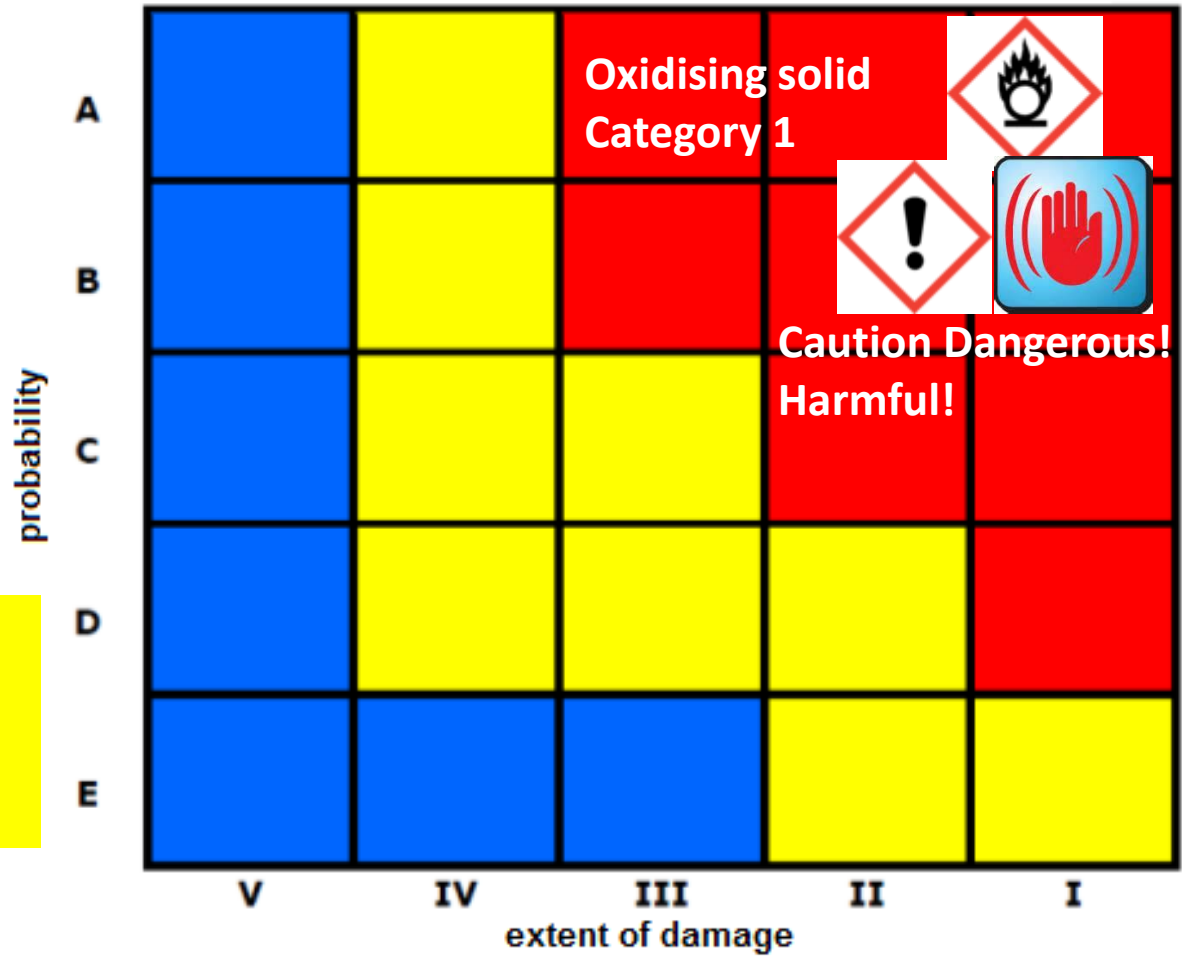 A
Oxidising solid
Category 1
B
Caution Dangerous!
Harmful!
C
probability
D
E
V IV III II I
extent of damage